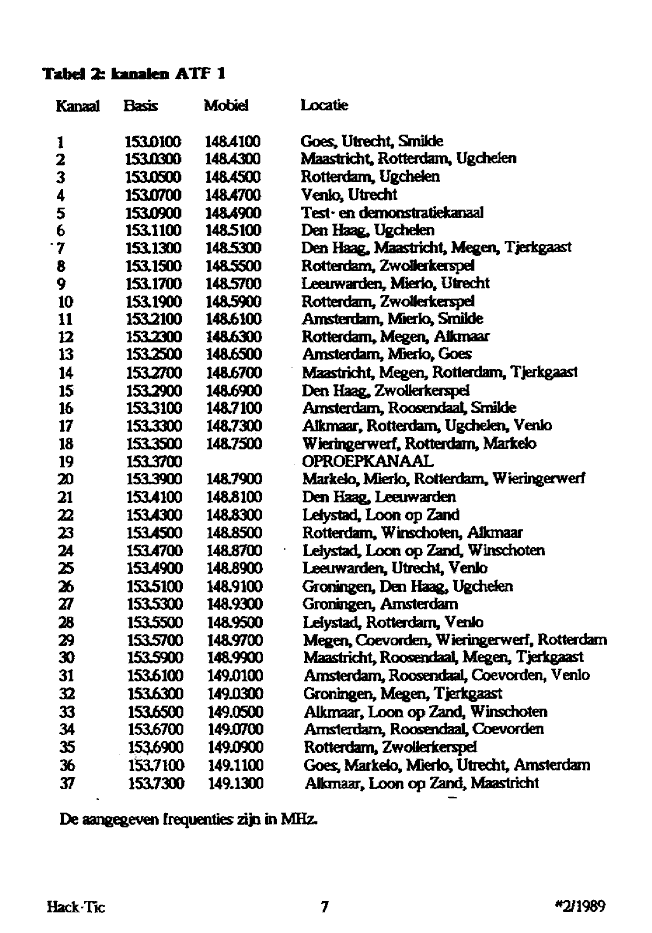 Tabel 2: kanalen ATF 1
Kanaal Basis Mobiel Locatie
1 153.0100 148.4100 Goes, Utrecht, Smilde
2 153.0300 148.4300 Maastricht, Rotterdam, Ugchelen
3 153.0500 148.4500 Rotterdam, Ugchelen
4 153.0700 148.4700 Venlo, Utrecht
5 153.0900 148.4900 Test- en demonstratiekanaal
6 153.1100 148.5100 Den Haag, Ugchelen
7 153.1300 148.5300 Den Haag, Maastricht, Megen, Tjerkgaast
8 153.1500 148.5500 Rotterdam, Zwollerkerspel
9 153.1700 148.5700 Leeuwarden, Mierlo, Utrecht
10 153.1900 148.5900 Rotterdam, Zwollerkerspel
11 153.2100 148.6100 Amsterdam, Mierlo, Smilde
12 153.2300 148.6300 Rotterdam, Megen, Alkmaar
13 153.2500 148.6500 Amsterdam, Mierlo, Goes
14 153.2700 148.6700 Maastricht, Megen, Rotterdam, Tjerkgaast
15 153.2900 148.6900 Den Haag, Zwollerkerspel
16 153.3100 148.7100 Amsterdam, Roosendaal, Smilde
17 153.3300 148.7300 Alkmaar, Rotterdam, Ugchelen, Venlo
18 153.3500 148.7500 Wieringerwerf, Rotterdam, Markelo
19 153.3700 OPROEPKANAAL
20 153.3900 148.7900 Markelo, Mierlo, Rotterdam, Wieringerwerf
21 153.4100 148.8100 Den Haag, Leeuwarden
22 153.4300 148.8300 Lelystad, Loon op Zand
23 153.4500 148.8500 Rotterdam, Winschoten, Alkmaar
24 153.4700 148.8700 Lelystad, Loon op Zand, Winschoten
25 153.4900 148.8900 Leeuwarden, Utrecht, Venlo
26 153.5100 148.9100 Groningen, Den Haag, Ugchelen
27 153.5300 148.9300 Groningen, Amsterdam
28 153.5500 148.9500 Lelystad, Rotterdam, Venlo
29 153.5700 148.9700 Megen, Coevorden, Wieringerwerf, Rotterdam
30 153.5900 148.9900 Maastricht, Roosendaal, Megen, Tjerkgaast
31 153.6100 149.0100 Amsterdam, Roosendaal, Coevorden, Venlo
32 153.6300 149.0300 Groningen, Megen, Tjerkgaast
33 153.6500 149.0500 Alkmaar, Loon op Zand, Winschoten
34 153.6700 149.0700 Amsterdam, Roosendaal, Coevorden
35 153.6900 149.0900 Rotterdam, Zwollerkerspel
36 153.7100 149.1100 Goes, Markelo, Mierlo, Utrecht, Amsterdam
37 153.7300 149.1300 Alkmaar, Loon op Zand, Maastricht
De aangegeven frequenties zijn in MHz.
Hack-Tic 7 #2/1989